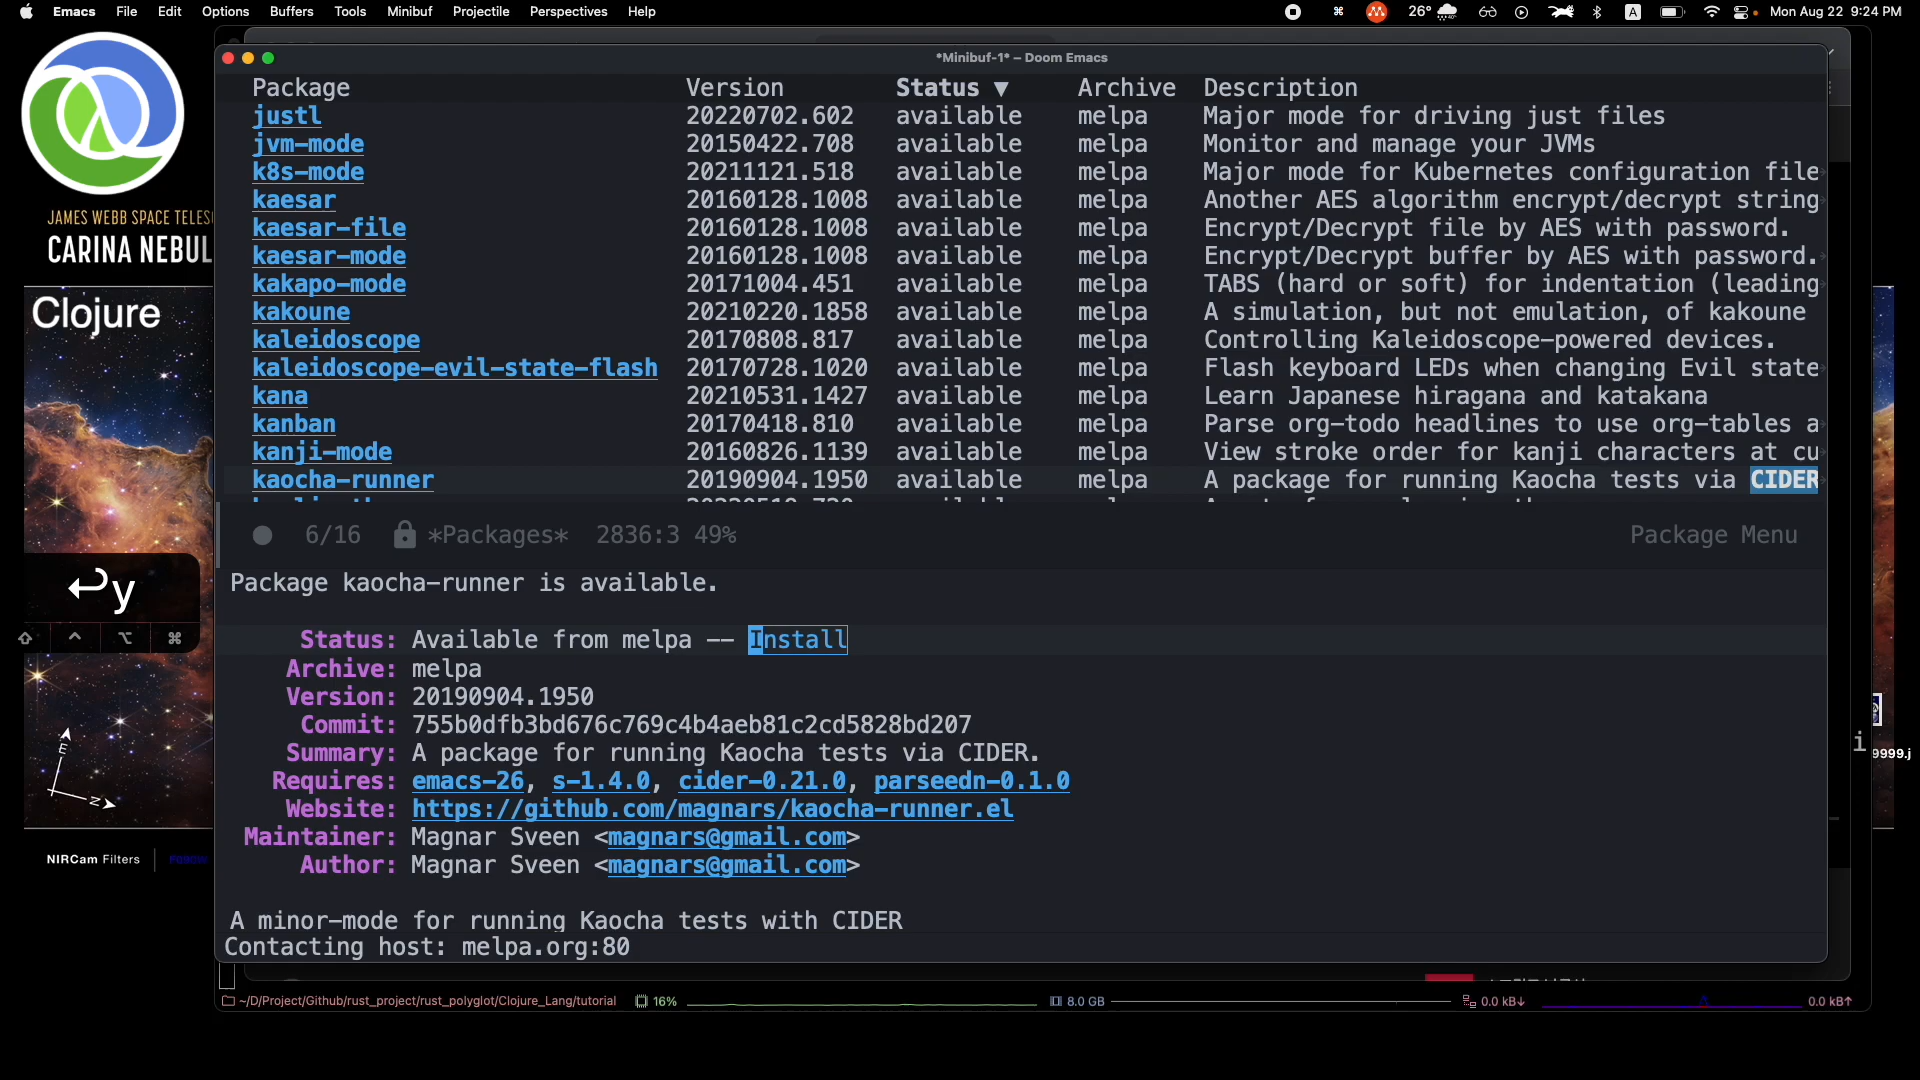 Emacs File Edit Options Buffers Tools Minibuf Projectile Perspectives Help
26° A Mon Aug 22 9:24 PM
*Minibuf-1* – Doom Emacs
JAMES WEBB SPACE
CARINA
Clojure
NIRCam Filters
Package Version Status ▼ Archive Description
justl 20220702.602 available melpa Major mode for driving just files
jvm-mode 20150422.708 available melpa Monitor and manage your JVMs
k8s-mode 20211121.518 available melpa Major mode for Kubernetes configuration file
kaesar 20160128.1008 available melpa Another AES algorithm encrypt/decrypt string
kaesar-file 20160128.1008 available melpa Encrypt/Decrypt file by AES with password.
kaesar-mode 20160128.1008 available melpa Encrypt/Decrypt buffer by AES with password.
kakapo-mode 20171004.451 available melpa TABS (hard or soft) for indentation (leading
kakoune 20210220.1858 available melpa A simulation, but not emulation, of kakoune
kaleidoscope 20170808.817 available melpa Controlling Kaleidoscope-powered devices.
kaleidoscope-evil-state-flash 20170728.1020 available melpa Flash keyboard LEDs when changing Evil state
kana 20210531.1427 available melpa Learn Japanese hiragana and katakana
kanban 20170418.810 available melpa Parse org-todo headlines to use org-tables a
kanji-mode 20160826.1139 available melpa View stroke order for kanji characters at cu
kaocha-runner 20190904.1950 available melpa A package for running Kaocha tests via CIDER
6/16 *Packages* 2836:3 49% Package Menu
↩y
⇧ ^ ⌥ ⌘
Package kaocha-runner is available.
Status: Available from melpa -- Install
Archive: melpa
Version: 20190904.1950
Commit: 755b0dfb3bd676c769c4b4aeb81c2cd5828bd207
Summary: A package for running Kaocha tests via CIDER.
Requires: emacs-26, s-1.4.0, cider-0.21.0, parseedn-0.1.0
Website: https://github.com/magnars/kaocha-runner.el
Maintainer: Magnar Sveen <magnars@gmail.com>
Author: Magnar Sveen <magnars@gmail.com>
A minor-mode for running Kaocha tests with CIDER
Contacting host: melpa.org:80
E
N
i
9999.j
~/D/Project/Github/rust_project/rust_polyglot/Clojure_Lang/tutorial 16% 8.0 GB 0.0 kB↓ 0.0 kB↑